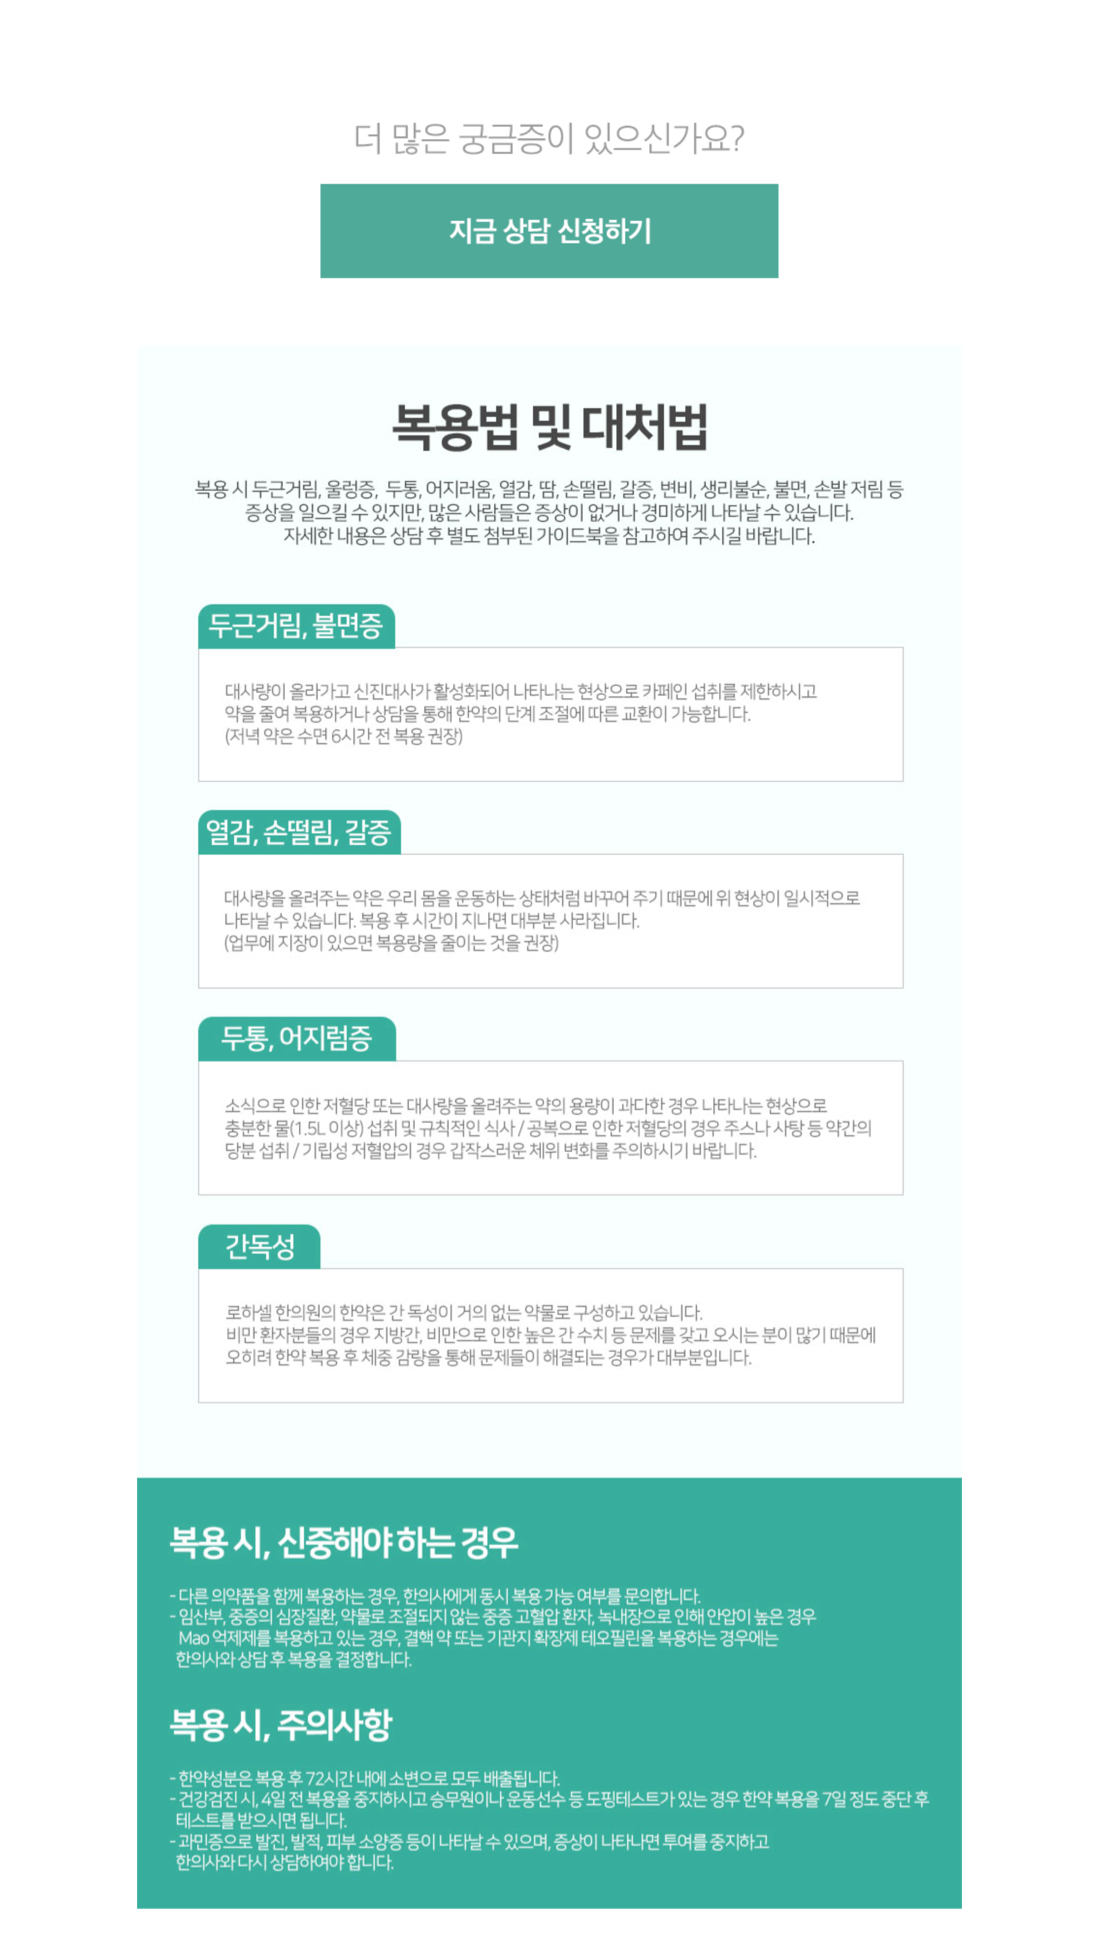 더 많은 궁금증이 있으신가요?
지금 상담 신청하기
복용법 및 대처법
복용 시 두근거림, 울렁증, 두통, 어지러움, 열감, 땀, 손떨림, 갈증, 변비, 생리불순, 불면, 손발 저림 등
증상을 일으킬 수 있지만, 많은 사람들은 증상이 없거나 경미하게 나타날 수 있습니다.
자세한 내용은 상담 후 별도 첨부된 가이드북을 참고하여 주시길 바랍니다.
두근거림, 불면증
대사량이 올라가고 신진대사가 활성화되어 나타나는 현상으로 카페인 섭취를 제한하시고
약을 줄여 복용하거나 상담을 통해 한약의 단계 조절에 따른 교환이 가능합니다.
(저녁 약은 수면 6시간 전 복용 권장)
열감, 손떨림, 갈증
대사량을 올려주는 약은 우리 몸을 운동하는 상태처럼 바꾸어 주기 때문에 위 현상이 일시적으로
나타날 수 있습니다. 복용 후 시간이 지나면 대부분 사라집니다.
(업무에 지장이 있으면 복용량을 줄이는 것을 권장)
두통, 어지럼증
소식으로 인한 저혈당 또는 대사량을 올려주는 약의 용량이 과다한 경우 나타나는 현상으로
충분한 물(1.5L 이상) 섭취 및 규칙적인 식사 / 공복으로 인한 저혈당의 경우 주스나 사탕 등 약간의
당분 섭취 / 기립성 저혈압의 경우 갑작스러운 체위 변화를 주의하시기 바랍니다.
간독성
로하셀 한의원의 한약은 간 독성이 거의 없는 약물로 구성하고 있습니다.
비만 환자분들의 경우 지방간, 비만으로 인한 높은 간 수치 등 문제를 갖고 오시는 분이 많기 때문에
오히려 한약 복용 후 체중 감량을 통해 문제들이 해결되는 경우가 대부분입니다.
복용 시, 신중해야 하는 경우
- 다른 의약품을 함께 복용하는 경우, 한의사에게 동시 복용 가능 여부를 문의합니다.
- 임산부, 중증의 심장질환, 약물로 조절되지 않는 중증 고혈압 환자, 녹내장으로 인해 안압이 높은 경우
Mao 억제제를 복용하고 있는 경우, 결핵 약 또는 기관지 확장제 테오필린을 복용하는 경우에는
한의사와 상담 후 복용을 결정합니다.
복용 시, 주의사항
- 한약성분은 복용 후 72시간 내에 소변으로 모두 배출됩니다.
- 건강검진 시, 4일 전 복용을 중지하시고 승무원이나 운동선수 등 도핑테스트가 있는 경우 한약 복용을 7일 정도 중단 후
테스트를 받으시면 됩니다.
- 과민증으로 발진, 발적, 피부 소양증 등이 나타날 수 있으며, 증상이 나타나면 투여를 중지하고
한의사와 다시 상담하여야 합니다.